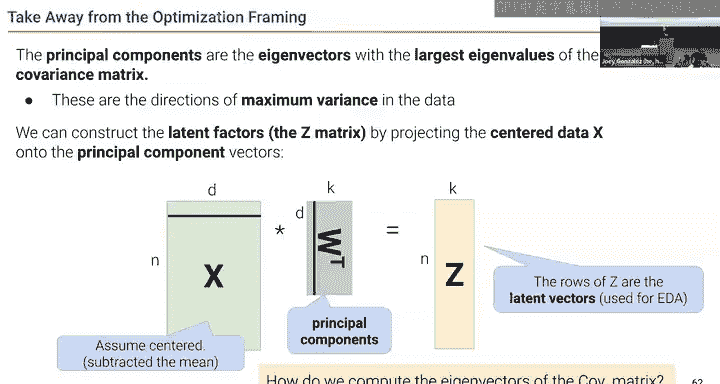 Take Away from the Optimization Framing
The principal components are the eigenvectors with the largest eigenvalues of the
covariance matrix.
● These are the directions of maximum variance in the data
We can construct the latent factors (the Z matrix) by projecting the centered data X
onto the principal component vectors:
d
k
k
d
n
X
*
Wᵀ
=
n
Z
The rows of Z are the
latent vectors (used for EDA)
principal
components
Assume centered.
(subtracted the mean)
How do we compute the eigenvectors of the Cov. matrix?
62